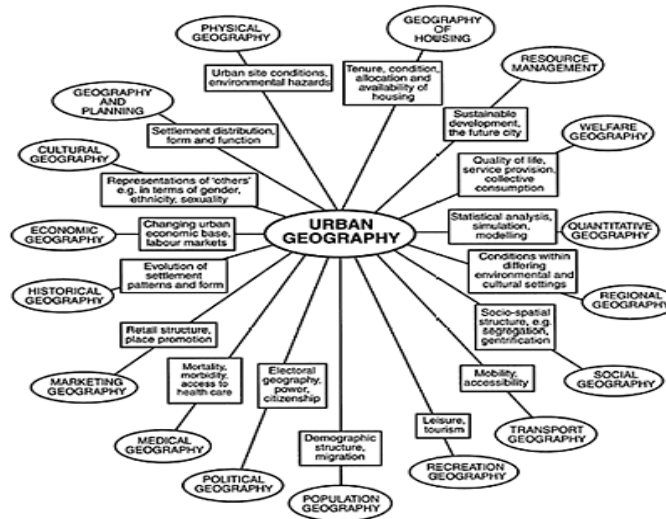 PHYSICAL
GEOGRAPHY
Urban site conditions,
environmental hazards
GEOGRAPHY
OF
HOUSING
Tenure, condition,
allocation and
availability of
housing
RESOURCE
MANAGEMENT
Sustainable
development,
the future city
GEOGRAPHY
AND
PLANNING
Settlement distribution,
form and function
WELFARE
GEOGRAPHY
Quality of life,
service provision,
collective
consumption
CULTURAL
GEOGRAPHY
Representations of 'others'
e.g. in terms of gender,
ethnicity, sexuality
URBAN
GEOGRAPHY
Statistical analysis,
simulation,
modelling
QUANTITATIVE
GEOGRAPHY
ECONOMIC
GEOGRAPHY
Changing urban
economic base,
labour markets
Conditions within
differing
environmental and
cultural settings
REGIONAL
GEOGRAPHY
HISTORICAL
GEOGRAPHY
Evolution of
settlement
patterns and form
Socio-spatial
structure, e.g.
segregation,
gentrification
SOCIAL
GEOGRAPHY
Retail structure,
place promotion
MARKETING
GEOGRAPHY
Mortality,
morbidity,
access to
health care
MEDICAL
GEOGRAPHY
Electoral
geography,
power,
citizenship
POLITICAL
GEOGRAPHY
Demographic
structure,
migration
POPULATION
GEOGRAPHY
Leisure,
tourism
RECREATION
GEOGRAPHY
Mobility,
accessibility
TRANSPORT
GEOGRAPHY